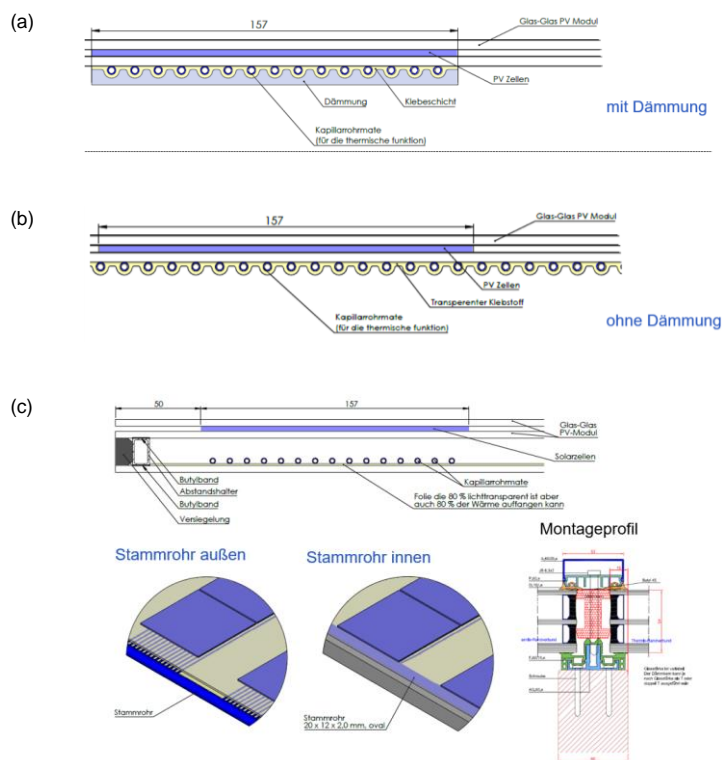 (a)
157
Glas-Glas PV Modul
PV Zellen
Dämmung
Klebeschicht
mit Dämmung
Kapillarrohrmate
(für die thermische funktion)
(b)
157
Glas-Glas PV Modul
PV Zellen
Transperenter Klebstoff
Kapillarrohrmate
(für die thermische funktion)
ohne Dämmung
(c)
50
157
Glas-Glas
PV-Modul
Solarzellen
Butylband
Abstandshalter
Butylband
Versiegelung
Kapillarrohrmate
Folie die 80 % lichttransparent ist aber
auch 80 % der Wärme auffangen kann
Montageprofil
Stammrohr außen
Stammrohr innen
Stammrohr
Stammrohr
20 x 12 x 2,0 mm, oval